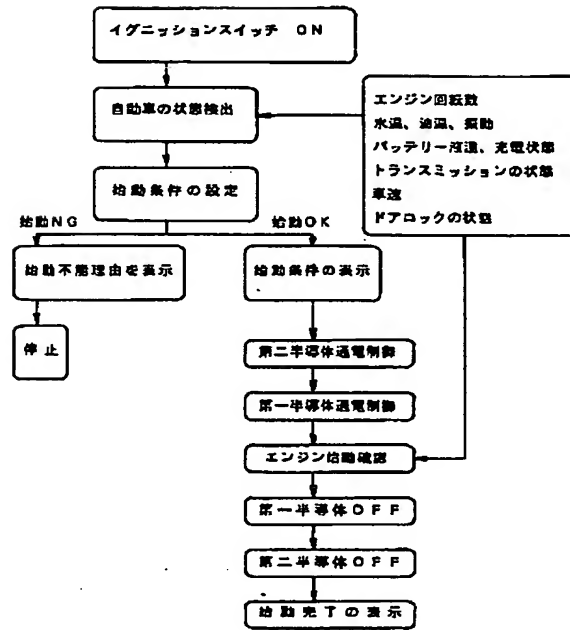 イグニッションスイッチ ON
自動車の状態検出
始動条件の設定
エンジン回転数
水温、油温、振動
バッテリー液温、充電状態
トランスミッションの状態
車速
ドアロックの状態
始動NG
始動OK
始動不能理由を表示
始動条件の表示
停止
第二半導体通電制御
第一半導体通電制御
エンジン始動確認
第一半導体OFF
第二半導体OFF
始動完了の表示